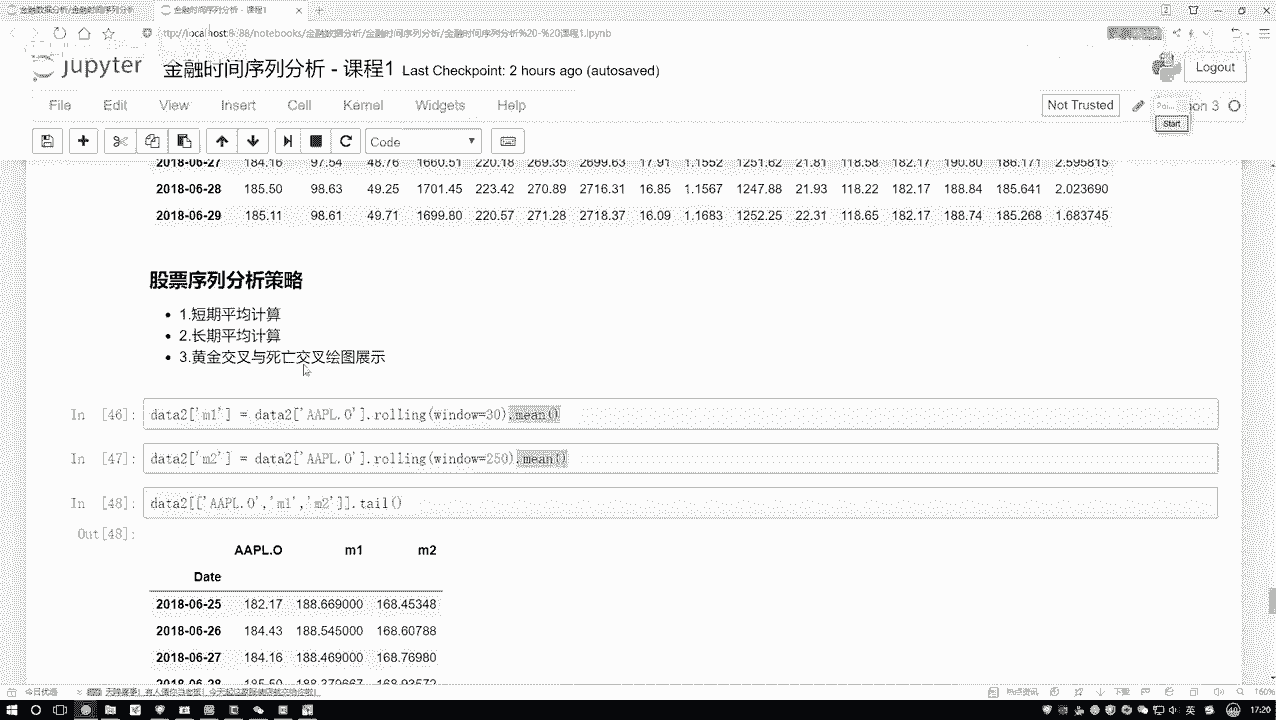 金融数据分析/金融时间序列分析
金融时间序列分析 - 课程1
localhost:8888/notebooks/金融数据分析/金融时间序列分析/金融时间序列分析%20-%20课程1.ipynb
jupyter 金融时间序列分析 - 课程1 Last Checkpoint: 2 hours ago (autosaved)
Logout
File Edit View Insert Cell Kernel Widgets Help
Not Trusted
Start
Code
2018-06-27 184.16 97.54 48.76 1660.51 220.18 269.35 2699.63 17.91 1.1552 1251.62 21.81 118.58 182.17 190.80 186.171 2.595815
2018-06-28 185.50 98.63 49.25 1701.45 223.42 270.89 2716.31 16.85 1.1567 1247.88 21.93 118.22 182.17 188.84 185.641 2.023690
2018-06-29 185.11 98.61 49.71 1699.80 220.57 271.28 2718.37 16.09 1.1683 1252.25 22.31 118.65 182.17 188.74 185.268 1.683745
股票序列分析策略
1.短期平均计算
2.长期平均计算
3.黄金交叉与死亡交叉绘图展示
In [46]: data2['m1'] = data2['AAPL.O'].rolling(window=30).mean()
In [47]: data2['m2'] = data2['AAPL.O'].rolling(window=250).mean()
In [48]: data2[['AAPL.O','m1','m2']].tail()
Out[48]:
AAPL.O m1 m2
Date
2018-06-25 182.17 188.669000 168.45348
2018-06-26 184.43 188.545000 168.60788
2018-06-27 184.16 188.469000 168.76980
160%
17:20